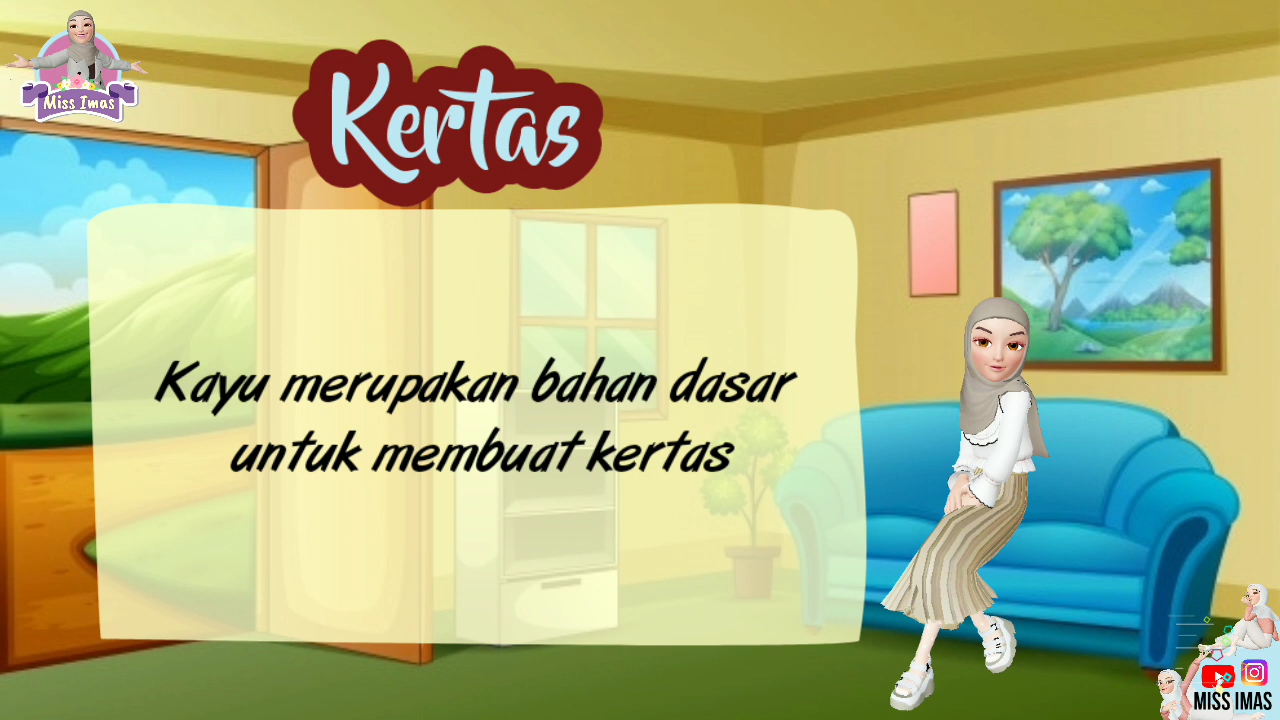 Miss Imas
Kertas
Kayu merupakan bahan dasar
untuk membuat kertas
MISS IMAS